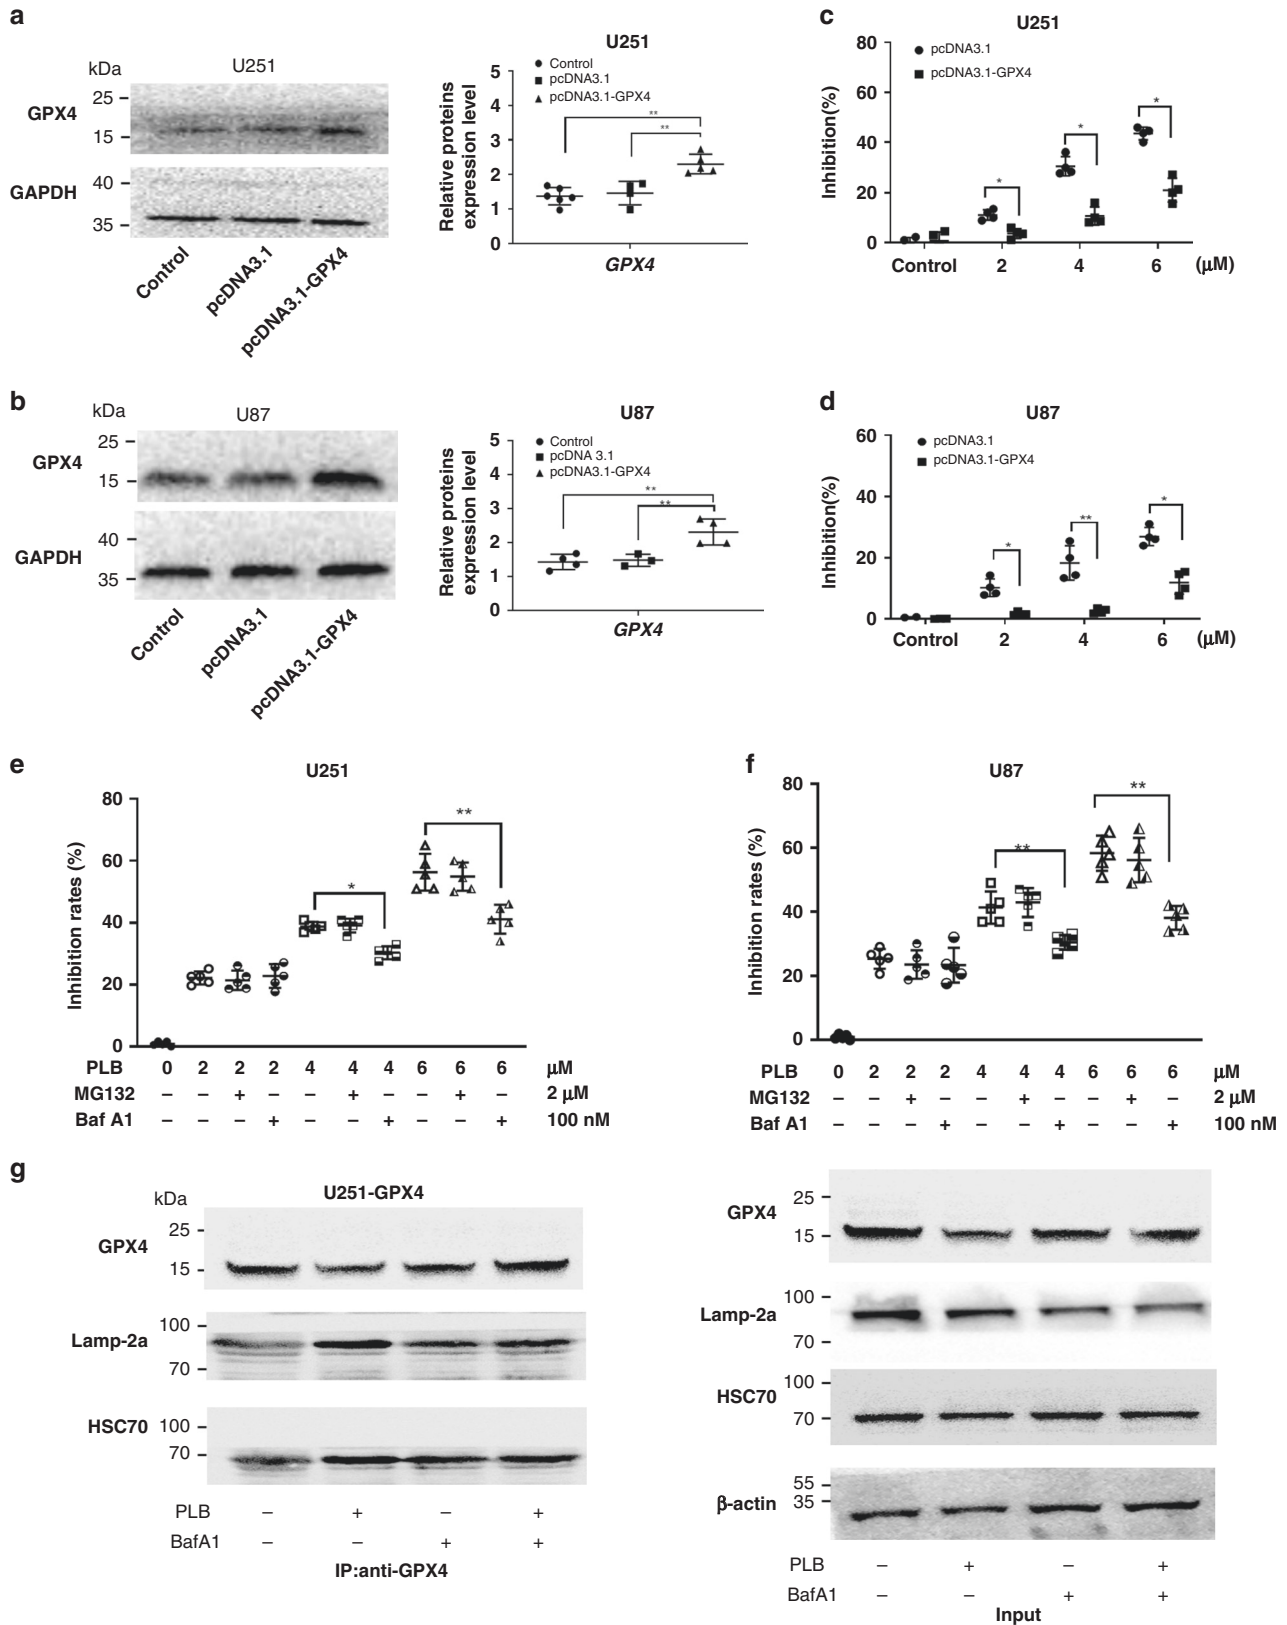 a
kDa
U251
GPX4
25
15
GAPDH
40
35
Control
pcDNA3.1
pcDNA3.1-GPX4
U251
Control
pcDNA3.1
pcDNA3.1-GPX4
Relative proteins
expression level
5
4
3
2
1
0
**
**
GPX4
c
U251
pcDNA3.1
pcDNA3.1-GPX4
Inhibition(%)
80
60
40
20
0
*
*
*
Control 2 4 6 (μM)
b
kDa
U87
GPX4
25
15
GAPDH
40
35
Control
pcDNA3.1
pcDNA3.1-GPX4
U87
Control
pcDNA 3.1
pcDNA3.1-GPX4
Relative proteins
expression level
5
4
3
2
1
0
**
**
GPX4
d
U87
pcDNA3.1
pcDNA3.1-GPX4
Inhibition(%)
60
40
20
0
*
**
*
Control 2 4 6 (μM)
e
U251
Inhibition rates (%)
80
60
40
20
0
*
**
PLB 0 2 2 2 4 4 4 6 6 6 μM
MG132 – – + – – + – – + – 2 μM
Baf A1 – – – + – – + – – + 100 nM
f
U87
Inhibition rates (%)
80
60
40
20
0
**
**
PLB 0 2 2 2 4 4 4 6 6 6 μM
MG132 – – + – – + – – + – 2 μM
Baf A1 – – – + – – + – – + 100 nM
g
kDa
U251-GPX4
GPX4
25
15
Lamp-2a
100
70
HSC70
100
70
PLB – + – +
BafA1 – – + +
IP:anti-GPX4
GPX4
25
15
Lamp-2a
100
70
HSC70
100
70
β-actin
55
35
PLB – + – +
BafA1 – – + +
Input